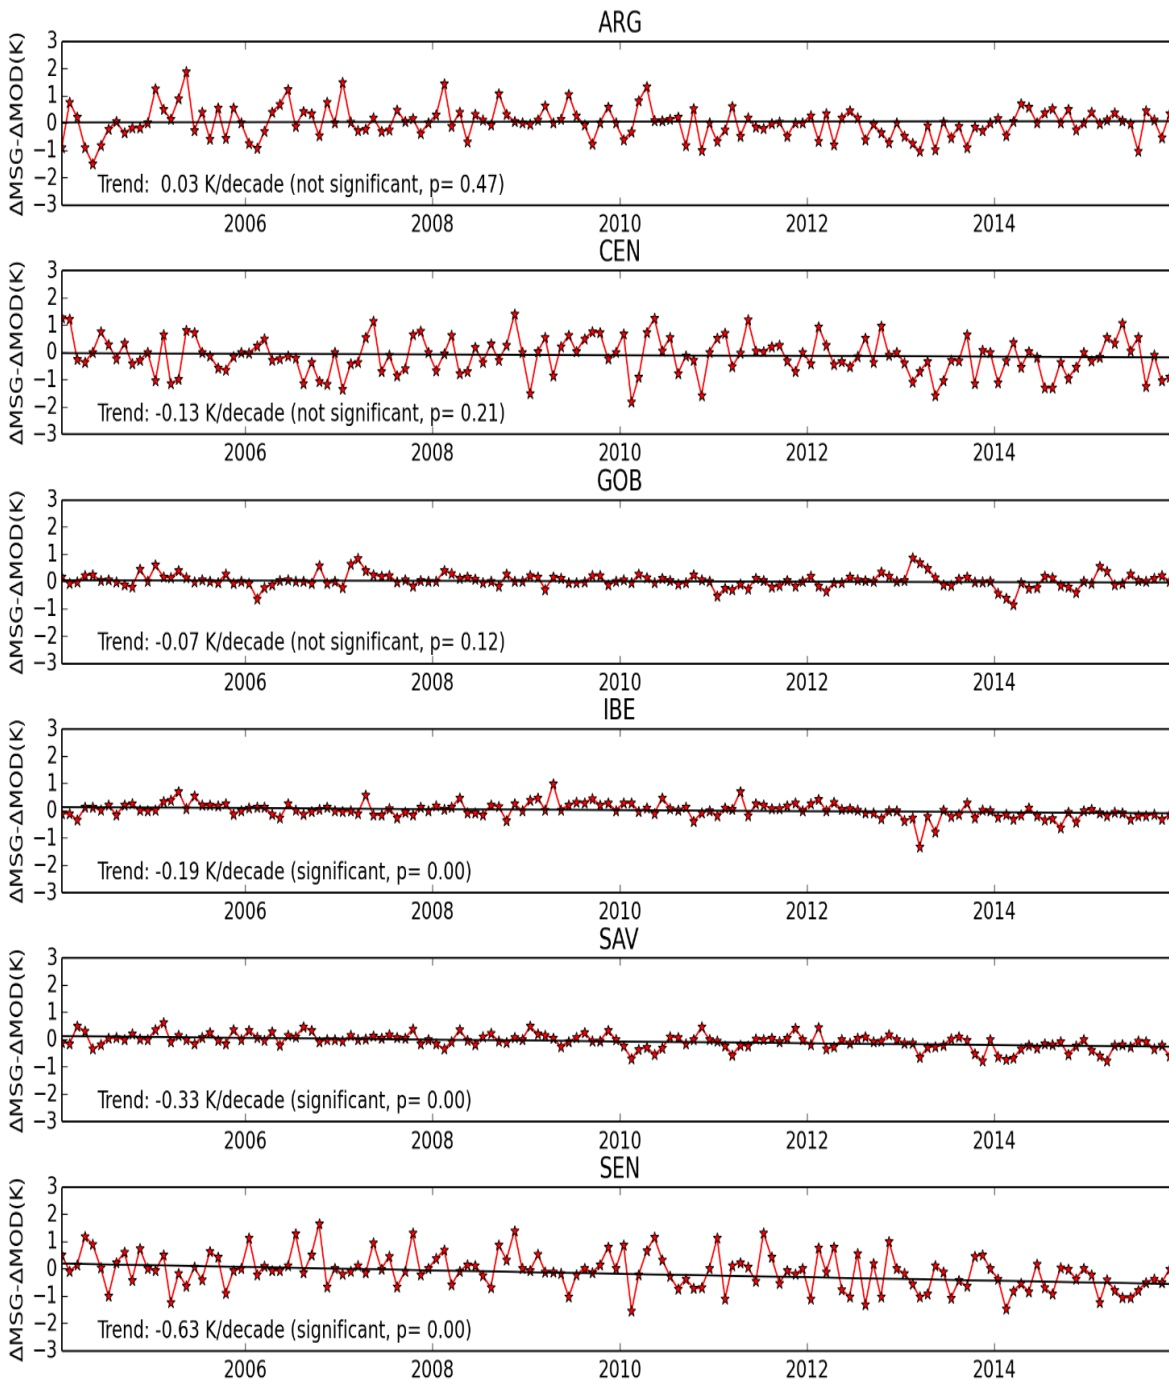 ARG
ΔMSG-ΔMOD(K)
3
2
1
0
−1
−2
−3
Trend:  0.03 K/decade (not significant, p= 0.47)
2006 2008 2010 2012 2014
CEN
ΔMSG-ΔMOD(K)
3
2
1
0
−1
−2
−3
Trend: -0.13 K/decade (not significant, p= 0.21)
2006 2008 2010 2012 2014
GOB
ΔMSG-ΔMOD(K)
3
2
1
0
−1
−2
−3
Trend: -0.07 K/decade (not significant, p= 0.12)
2006 2008 2010 2012 2014
IBE
ΔMSG-ΔMOD(K)
3
2
1
0
−1
−2
−3
Trend: -0.19 K/decade (significant, p= 0.00)
2006 2008 2010 2012 2014
SAV
ΔMSG-ΔMOD(K)
3
2
1
0
−1
−2
−3
Trend: -0.33 K/decade (significant, p= 0.00)
2006 2008 2010 2012 2014
SEN
ΔMSG-ΔMOD(K)
3
2
1
0
−1
−2
−3
Trend: -0.63 K/decade (significant, p= 0.00)
2006 2008 2010 2012 2014